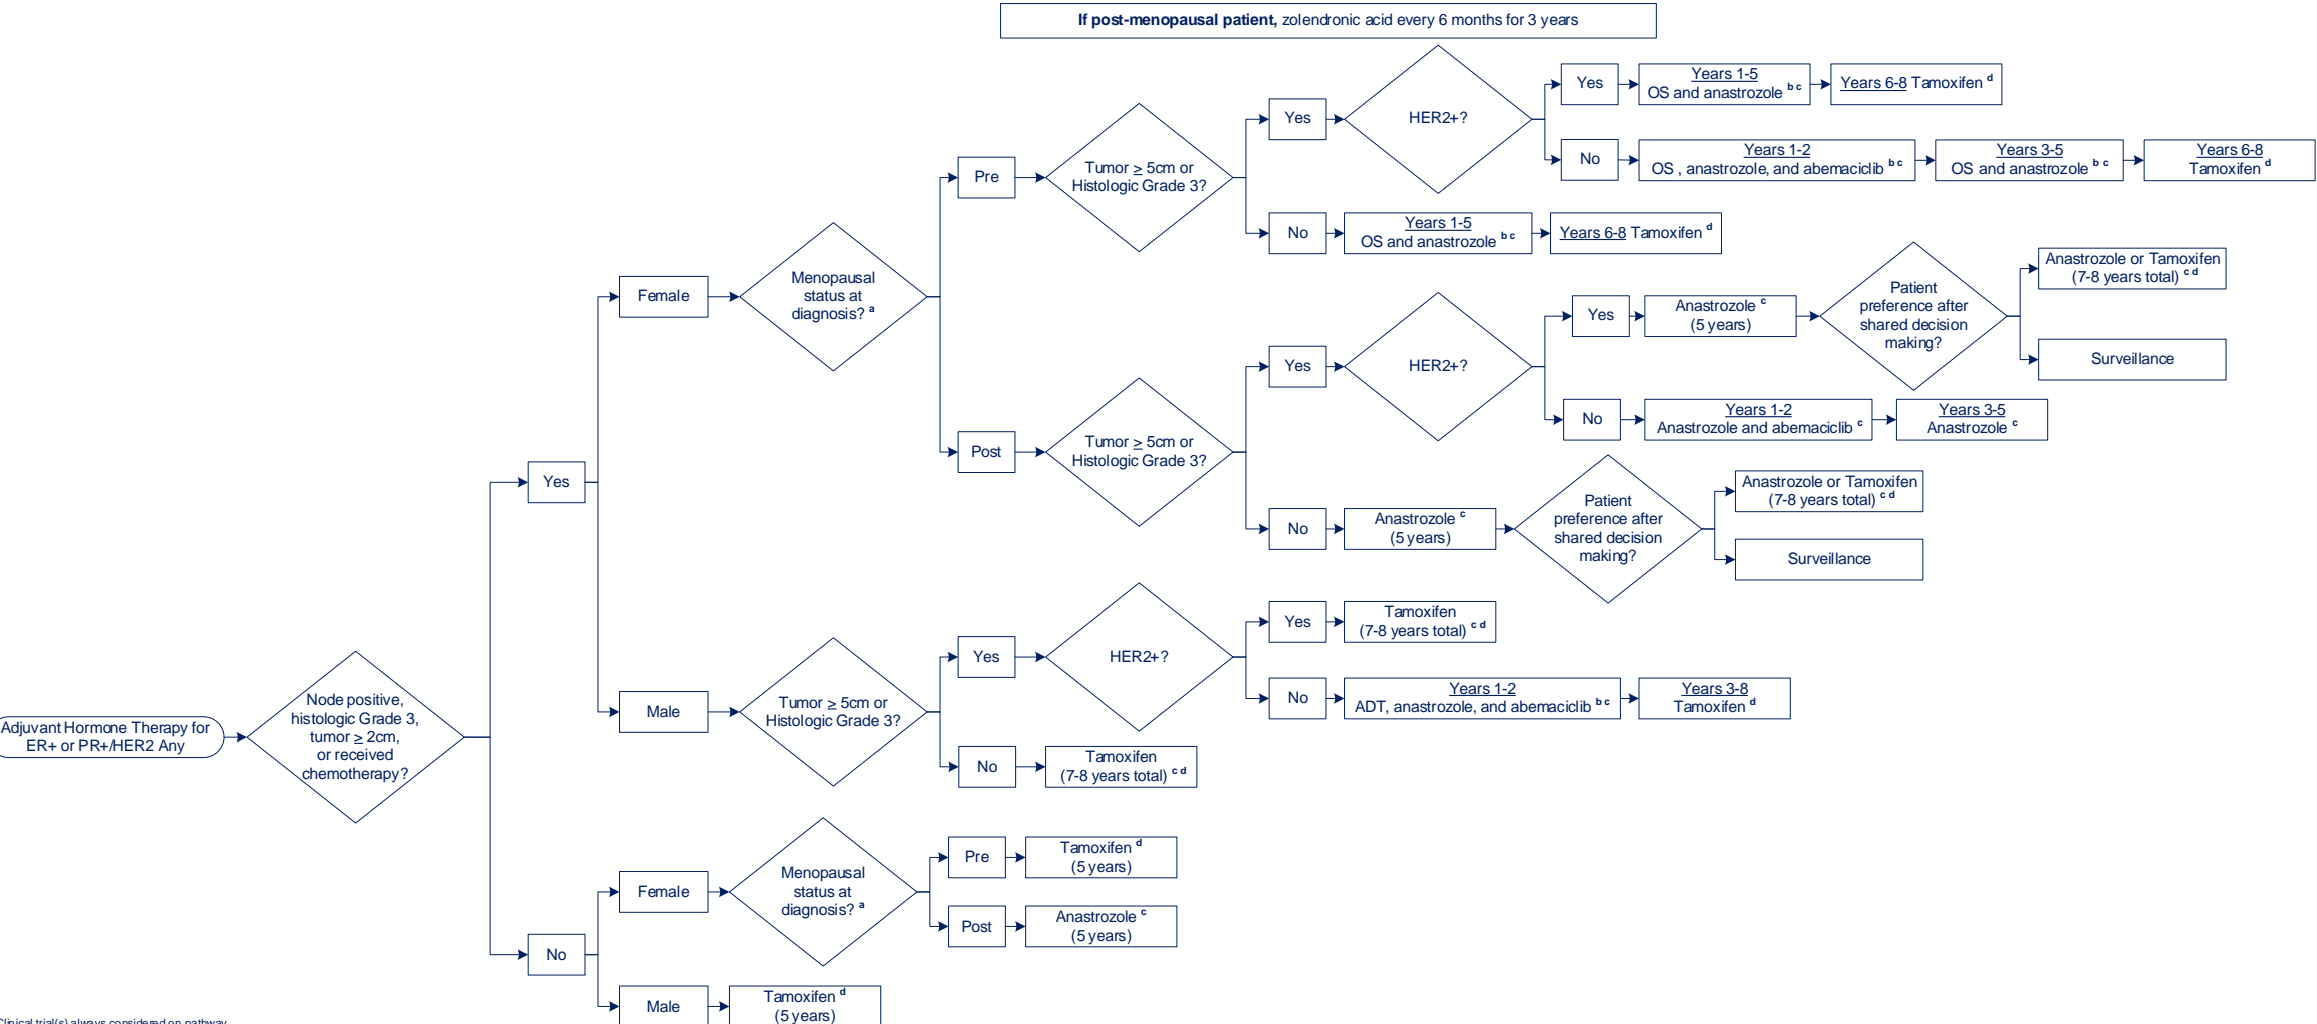 If post-menopausal patient, zolendronic acid every 6 months for 3 years
Yes
Years 1-5
OS and anastrozole b c
Years 6-8 Tamoxifen d
Tumor ≥ 5cm or
Histologic Grade 3?
Yes
HER2+?
No
Years 1-2
OS , anastrozole, and abemaciclib b c
Years 3-5
OS and anastrozole b c
Years 6-8
Tamoxifen d
Pre
No
Years 1-5
OS and anastrozole b c
Years 6-8 Tamoxifen d
Female
Menopausal
status at
diagnosis? a
Yes
Anastrozole c
(5 years)
Patient
preference after
shared decision
making?
Anastrozole or Tamoxifen
(7-8 years total) c d
Surveillance
Yes
HER2+?
No
Years 1-2
Anastrozole and abemaciclib c
Years 3-5
Anastrozole c
Post
Tumor ≥ 5cm or
Histologic Grade 3?
No
Anastrozole c
(5 years)
Patient
preference after
shared decision
making?
Anastrozole or Tamoxifen
(7-8 years total) c d
Surveillance
Yes
Yes
HER2+?
Yes
Tamoxifen
(7-8 years total) c d
No
Years 1-2
ADT, anastrozole, and abemaciclib b c
Years 3-8
Tamoxifen d
Male
Tumor ≥ 5cm or
Histologic Grade 3?
No
Tamoxifen
(7-8 years total) c d
Adjuvant Hormone Therapy for
ER+ or PR+/HER2 Any
Node positive,
histologic Grade 3,
tumor ≥ 2cm,
or received
chemotherapy?
Female
Menopausal
status at
diagnosis? a
Pre
Tamoxifen d
(5 years)
Post
Anastrozole c
(5 years)
No
Male
Tamoxifen d
(5 years)
Clinical trial(s) always considered on pathway